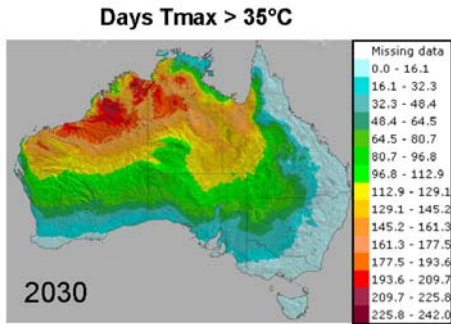 Days Tmax > 35°C
Missing data
0.0 - 16.1
16.1 - 32.3
32.3 - 48.4
48.4 - 64.5
64.5 - 80.7
80.7 - 96.8
96.8 - 112.9
112.9 - 129.1
129.1 - 145.2
145.2 - 161.3
161.3 - 177.5
177.5 - 193.6
193.6 - 209.7
209.7 - 225.8
225.8 - 242.0
2030